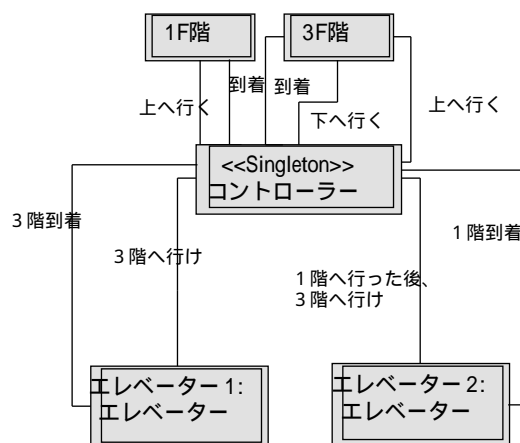 1F階
3F階
到着
到着
上へ行く
上へ行く
下へ行く
<<Singleton>>
コントローラー
3階到着
1階到着
3階へ行け
1階へ行った後、
3階へ行け
エレベーター1:
エレベーター
エレベーター2:
エレベーター